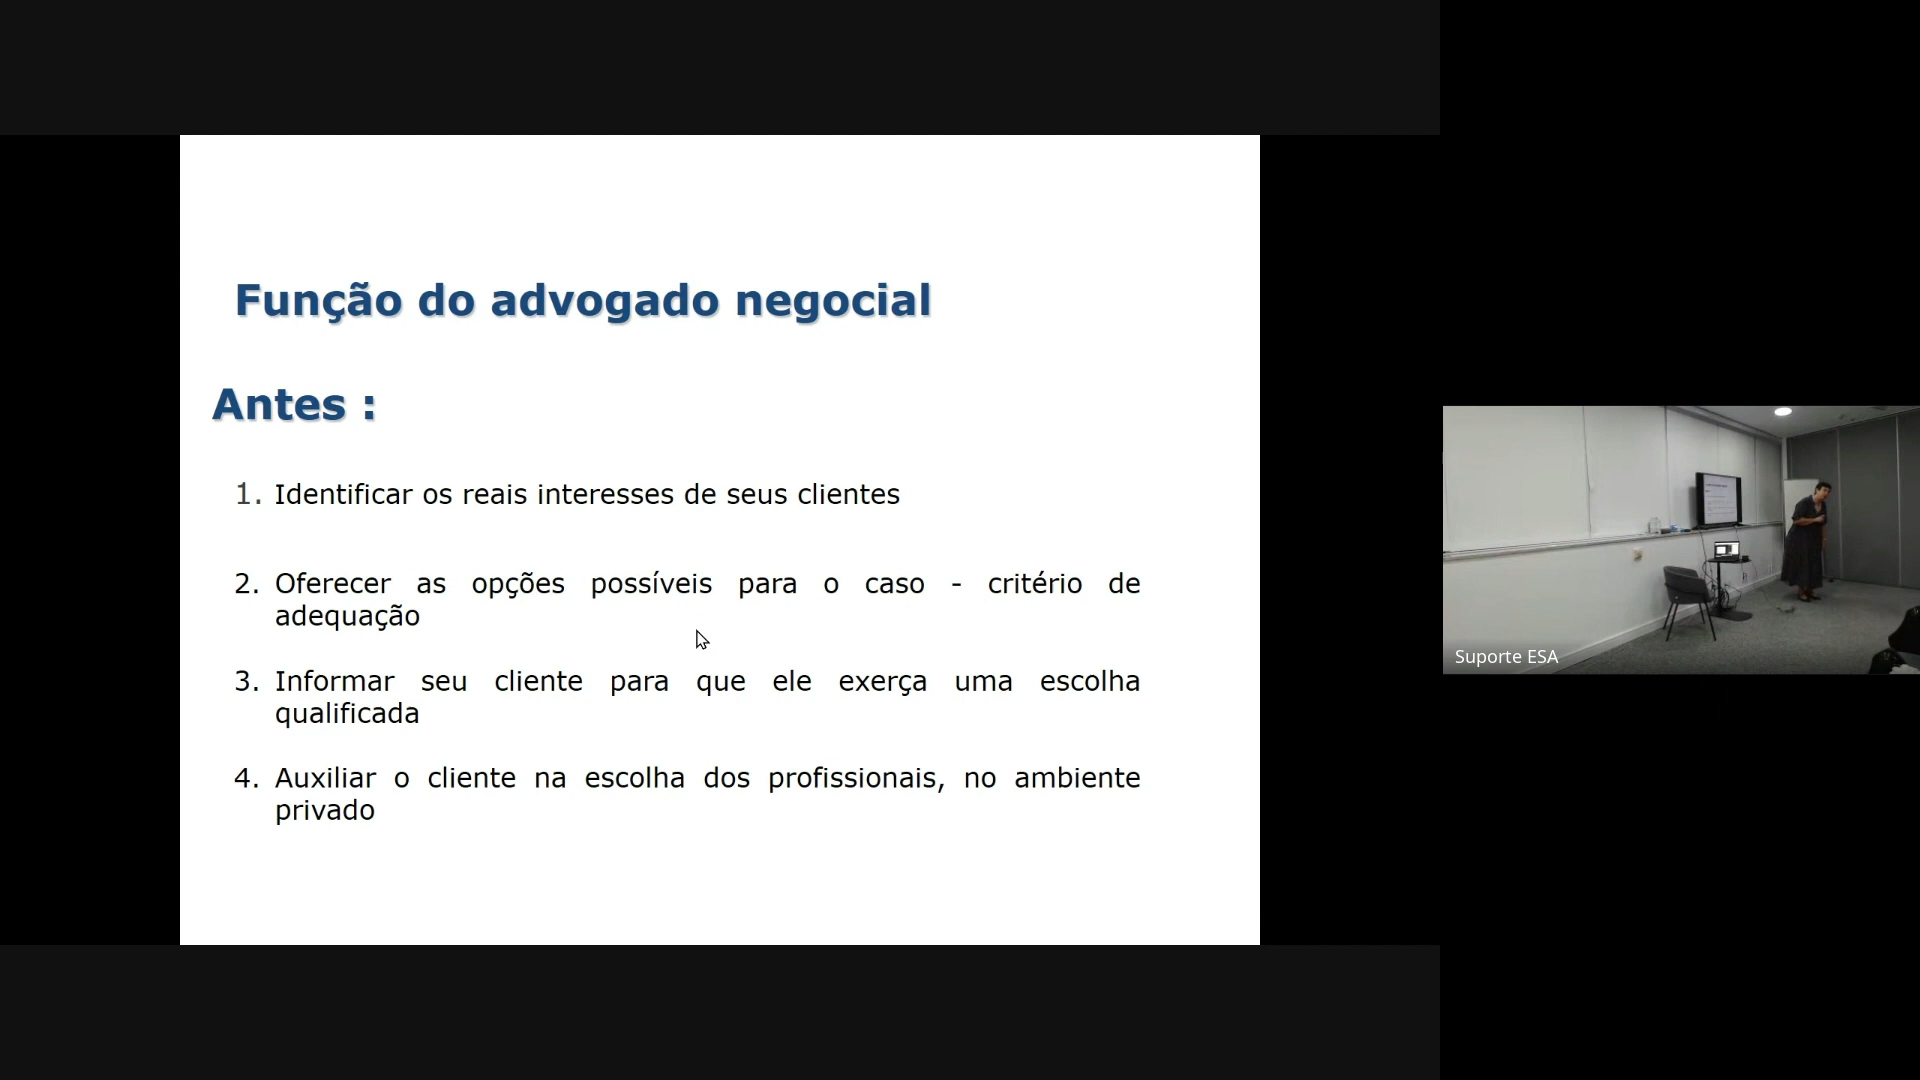 Função do advogado negocial
Antes :
1. Identificar os reais interesses de seus clientes
2. Oferecer as opções possíveis para o caso - critério de
adequação
3. Informar seu cliente para que ele exerça uma escolha
qualificada
4. Auxiliar o cliente na escolha dos profissionais, no ambiente
privado
Suporte ESA